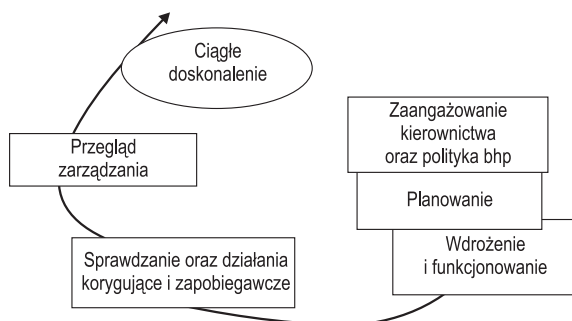 Ciągłe
doskonalenie
Zaangażowanie
kierownictwa
oraz polityka bhp
Przegląd
zarządzania
Planowanie
Wdrożenie
i funkcjonowanie
Sprawdzanie oraz działania
korygujące i zapobiegawcze